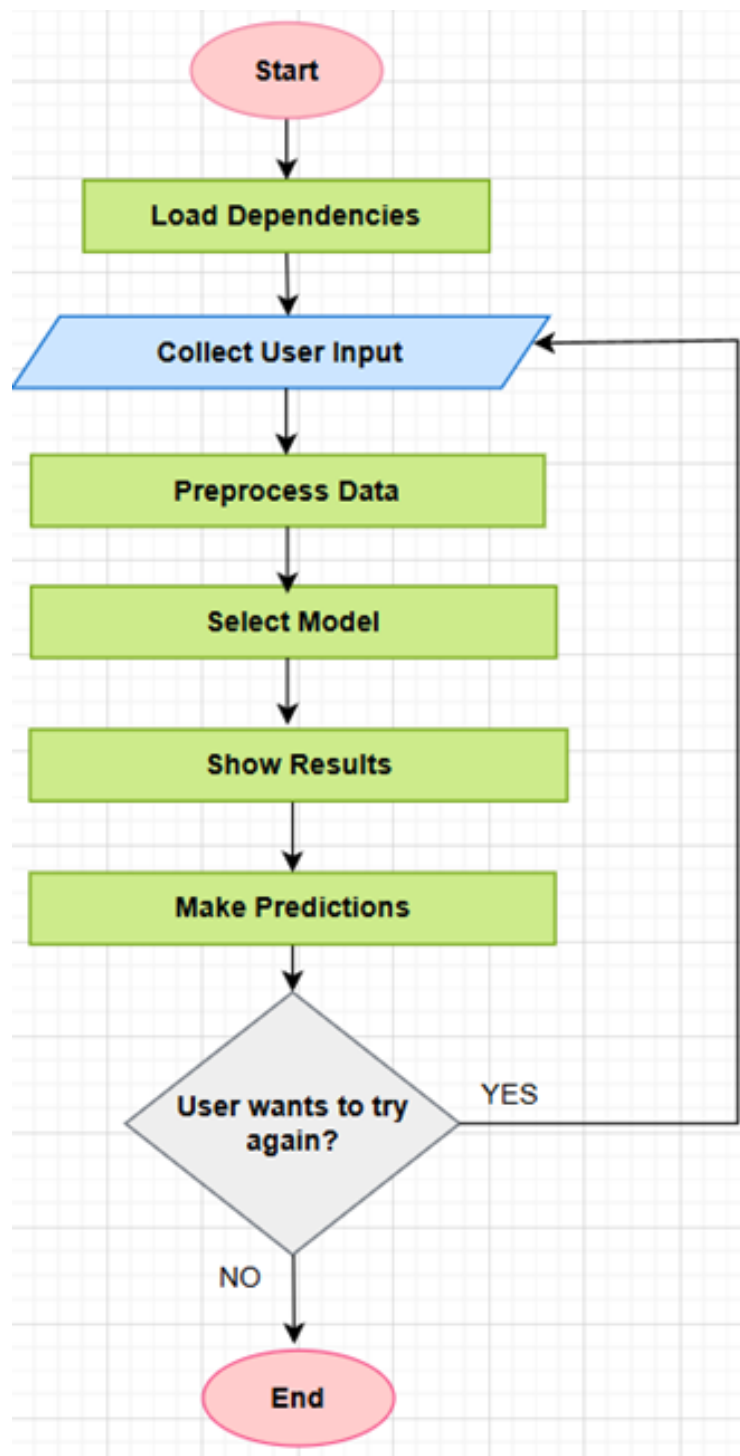 Start
Load Dependencies
Collect User Input
Preprocess Data
Select Model
Show Results
Make Predictions
User wants to try
again?
YES
NO
End